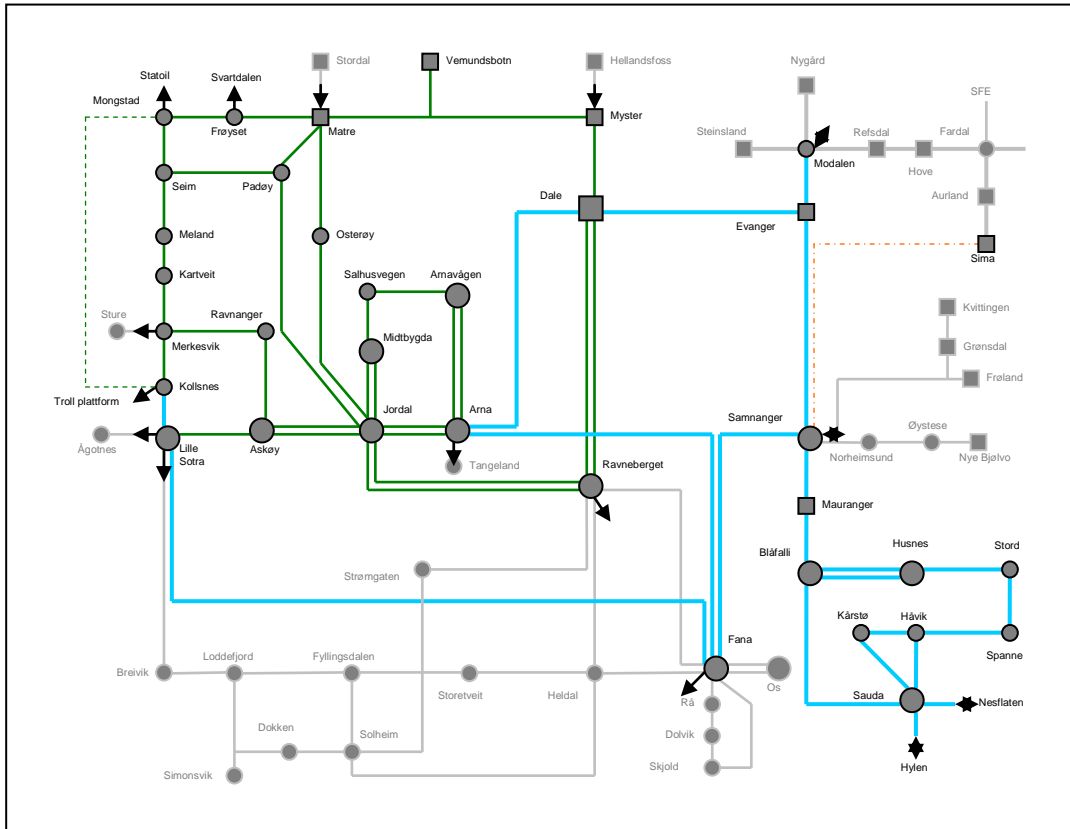 Stordal
Vemundsbotn
Hellandsfoss
Nygård
Statoil
Svartdalen
SFE
Mongstad
Frøyset
Matre
Myster
Steinsland
Refsdal
Fardal
Modalen
Hove
Seim
Padøy
Dale
Aurland
Evanger
Meland
Osterøy
Sima
Kartveit
Salhusvegen
Arnavågen
Sture
Ravnanger
Midtbygda
Kvittingen
Merkesvik
Grønsdal
Kollsnes
Frøland
Troll plattform
Jordal
Arna
Samnanger
Øystese
Ågotnes
Lille
Sotra
Askøy
Tangeland
Ravneberget
Norheimsund
Nye Bjølvo
Mauranger
Blåfalli
Husnes
Stord
Strømgaten
Kårstø
Håvik
Fana
Spanne
Breivik
Loddefjord
Fyllingsdalen
Storetveit
Heldal
Os
Sauda
Rå
Nesflaten
Dokken
Solheim
Dolvik
Simonsvik
Skjold
Hylen